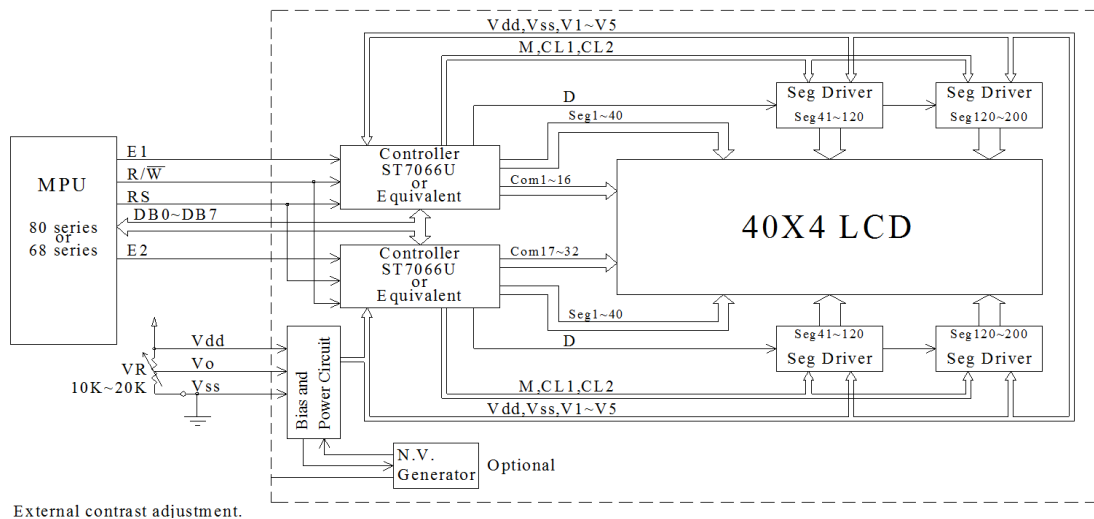 Vdd,Vss,V1~V5
M,CL1,CL2
D
Seg Driver
Seg41~120
Seg Driver
Seg120~200
Seg1~40
MPU
80 series
or
68 series
E1
R/W̅
RS
DB0~DB7
E2
Controller
ST7066U
or
Equivalent
Com1~16
40X4 LCD
Controller
ST7066U
or
Equivalent
Com17~32
Seg1~40
D
Seg41~120
Seg Driver
Seg120~200
Seg Driver
M,CL1,CL2
Vdd,Vss,V1~V5
Vdd
VR
Vo
10K~20K
Vss
Bias and
Power Circuit
N.V.
Generator
Optional
External contrast adjustment.